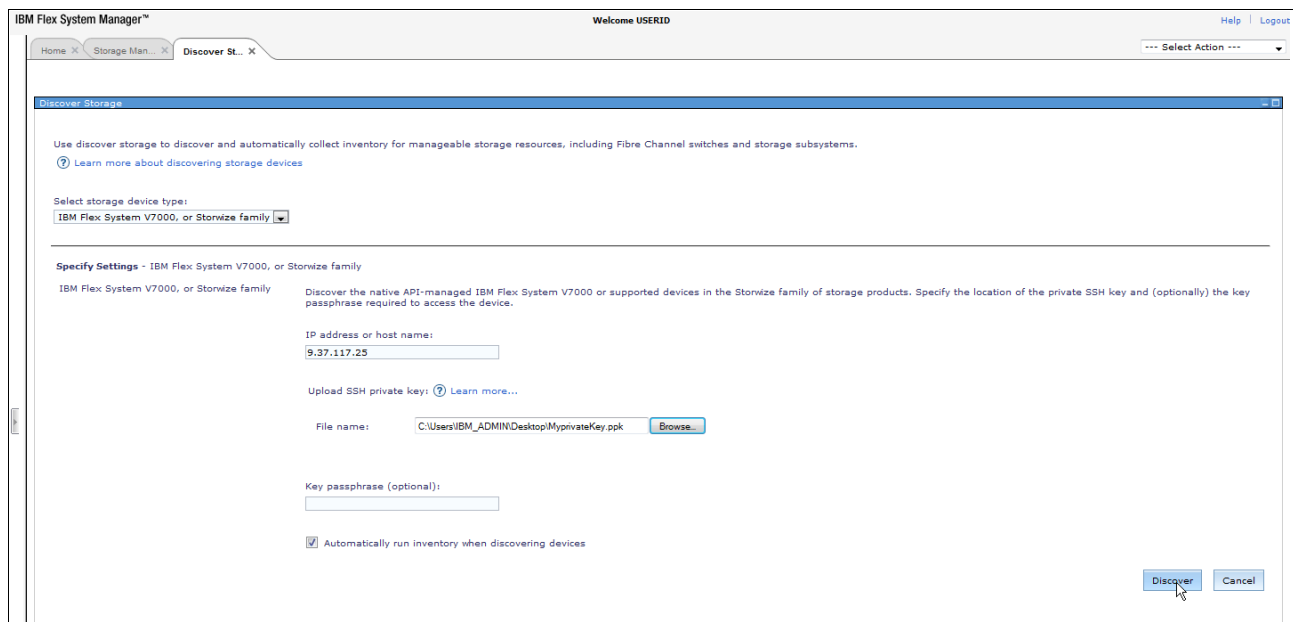 IBM Flex System Manager™
Welcome USERID
Help | Logout
Home
Storage Man...
Discover St...
--- Select Action ---
Discover Storage
Use discover storage to discover and automatically collect inventory for manageable storage resources, including Fibre Channel switches and storage subsystems.
? Learn more about discovering storage devices
Select storage device type:
IBM Flex System V7000, or Storwize family
Specify Settings - IBM Flex System V7000, or Storwize family
IBM Flex System V7000, or Storwize family
Discover the native API-managed IBM Flex System V7000 or supported devices in the Storwize family of storage products. Specify the location of the private SSH key and (optionally) the key
passphrase required to access the device.
IP address or host name:
9.37.117.25
Upload SSH private key: ? Learn more...
File name: C:\Users\IBM_ADMIN\Desktop\MyprivateKey.ppk Browse...
Key passphrase (optional):
Automatically run inventory when discovering devices
Discover Cancel